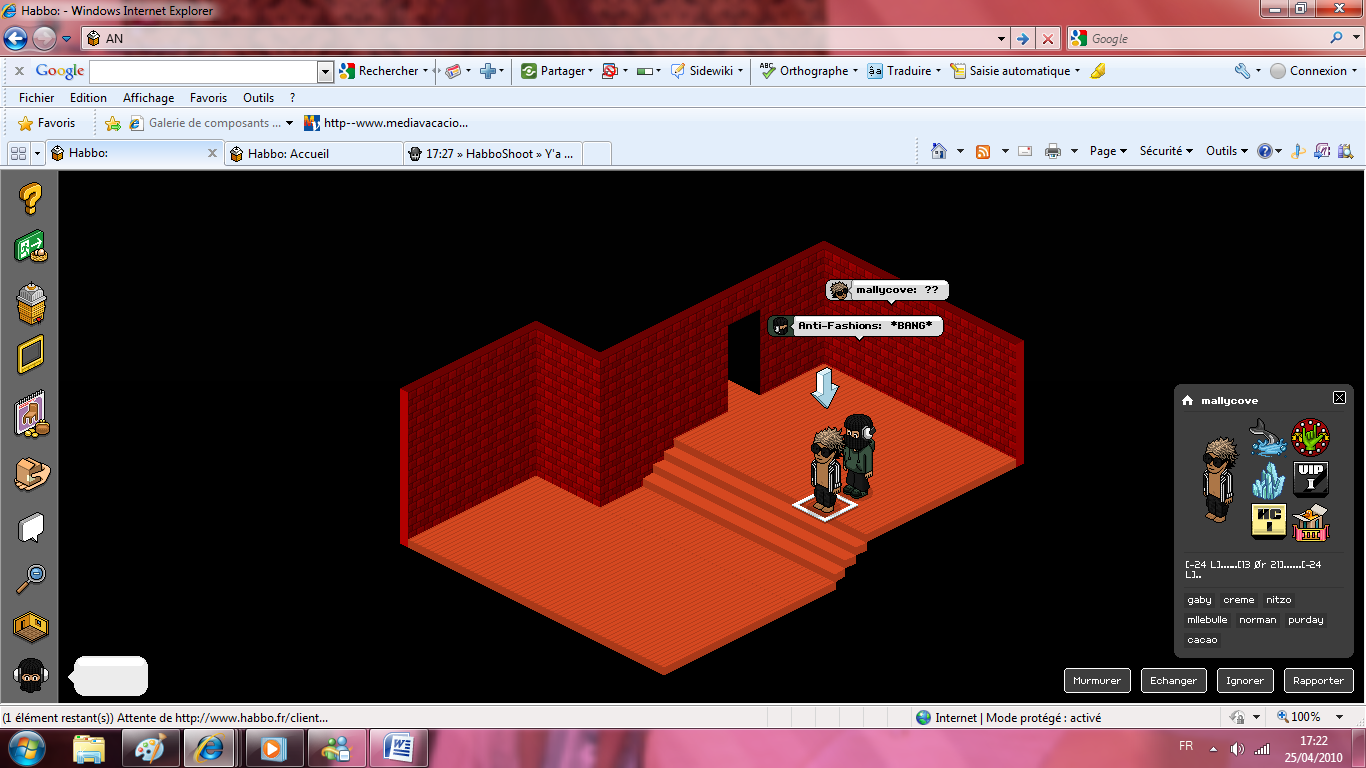 Habbo: - Windows Internet Explorer
AN
Google
Google
Rechercher
Partager
Sidewiki
ABC
Orthographe
Traduire
Saisie automatique
Connexion
Fichier Edition Affichage Favoris Outils ?
Favoris
Galerie de composants ...
http--www.mediavacacio...
Habbo:
Habbo: Accueil
17:27 » HabboShoot » Y'a ...
Page
Sécurité
Outils
mallycove: ??
Anti-Fashions: *BANG*
mallycove
VIP
I
HC
I
[-24 L]......[13 Ør 21]......[-24
L]..
gaby creme nitzo
mllebulle norman purday
cacao
Murmurer Echanger Ignorer Rapporter
(1 élément restant(s)) Attente de http://www.habbo.fr/client...
Internet | Mode protégé : activé
100%
FR
17:22
25/04/2010